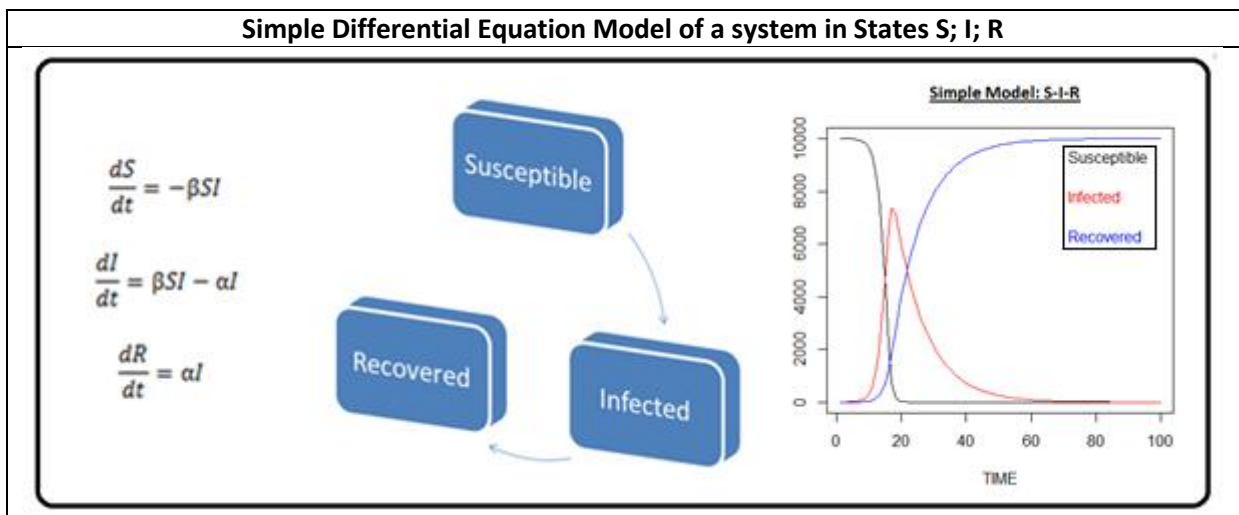 Simple Differential Equation Model of a system in States S; I; R
dS/dt = -βSI
dI/dt = βSI - αI
dR/dt = αI
Susceptible
Recovered
Infected
Simple Model: S-I-R
10000
8000
6000
4000
2000
0
Susceptible
Infected
Recovered
0 20 40 60 80 100
TIME